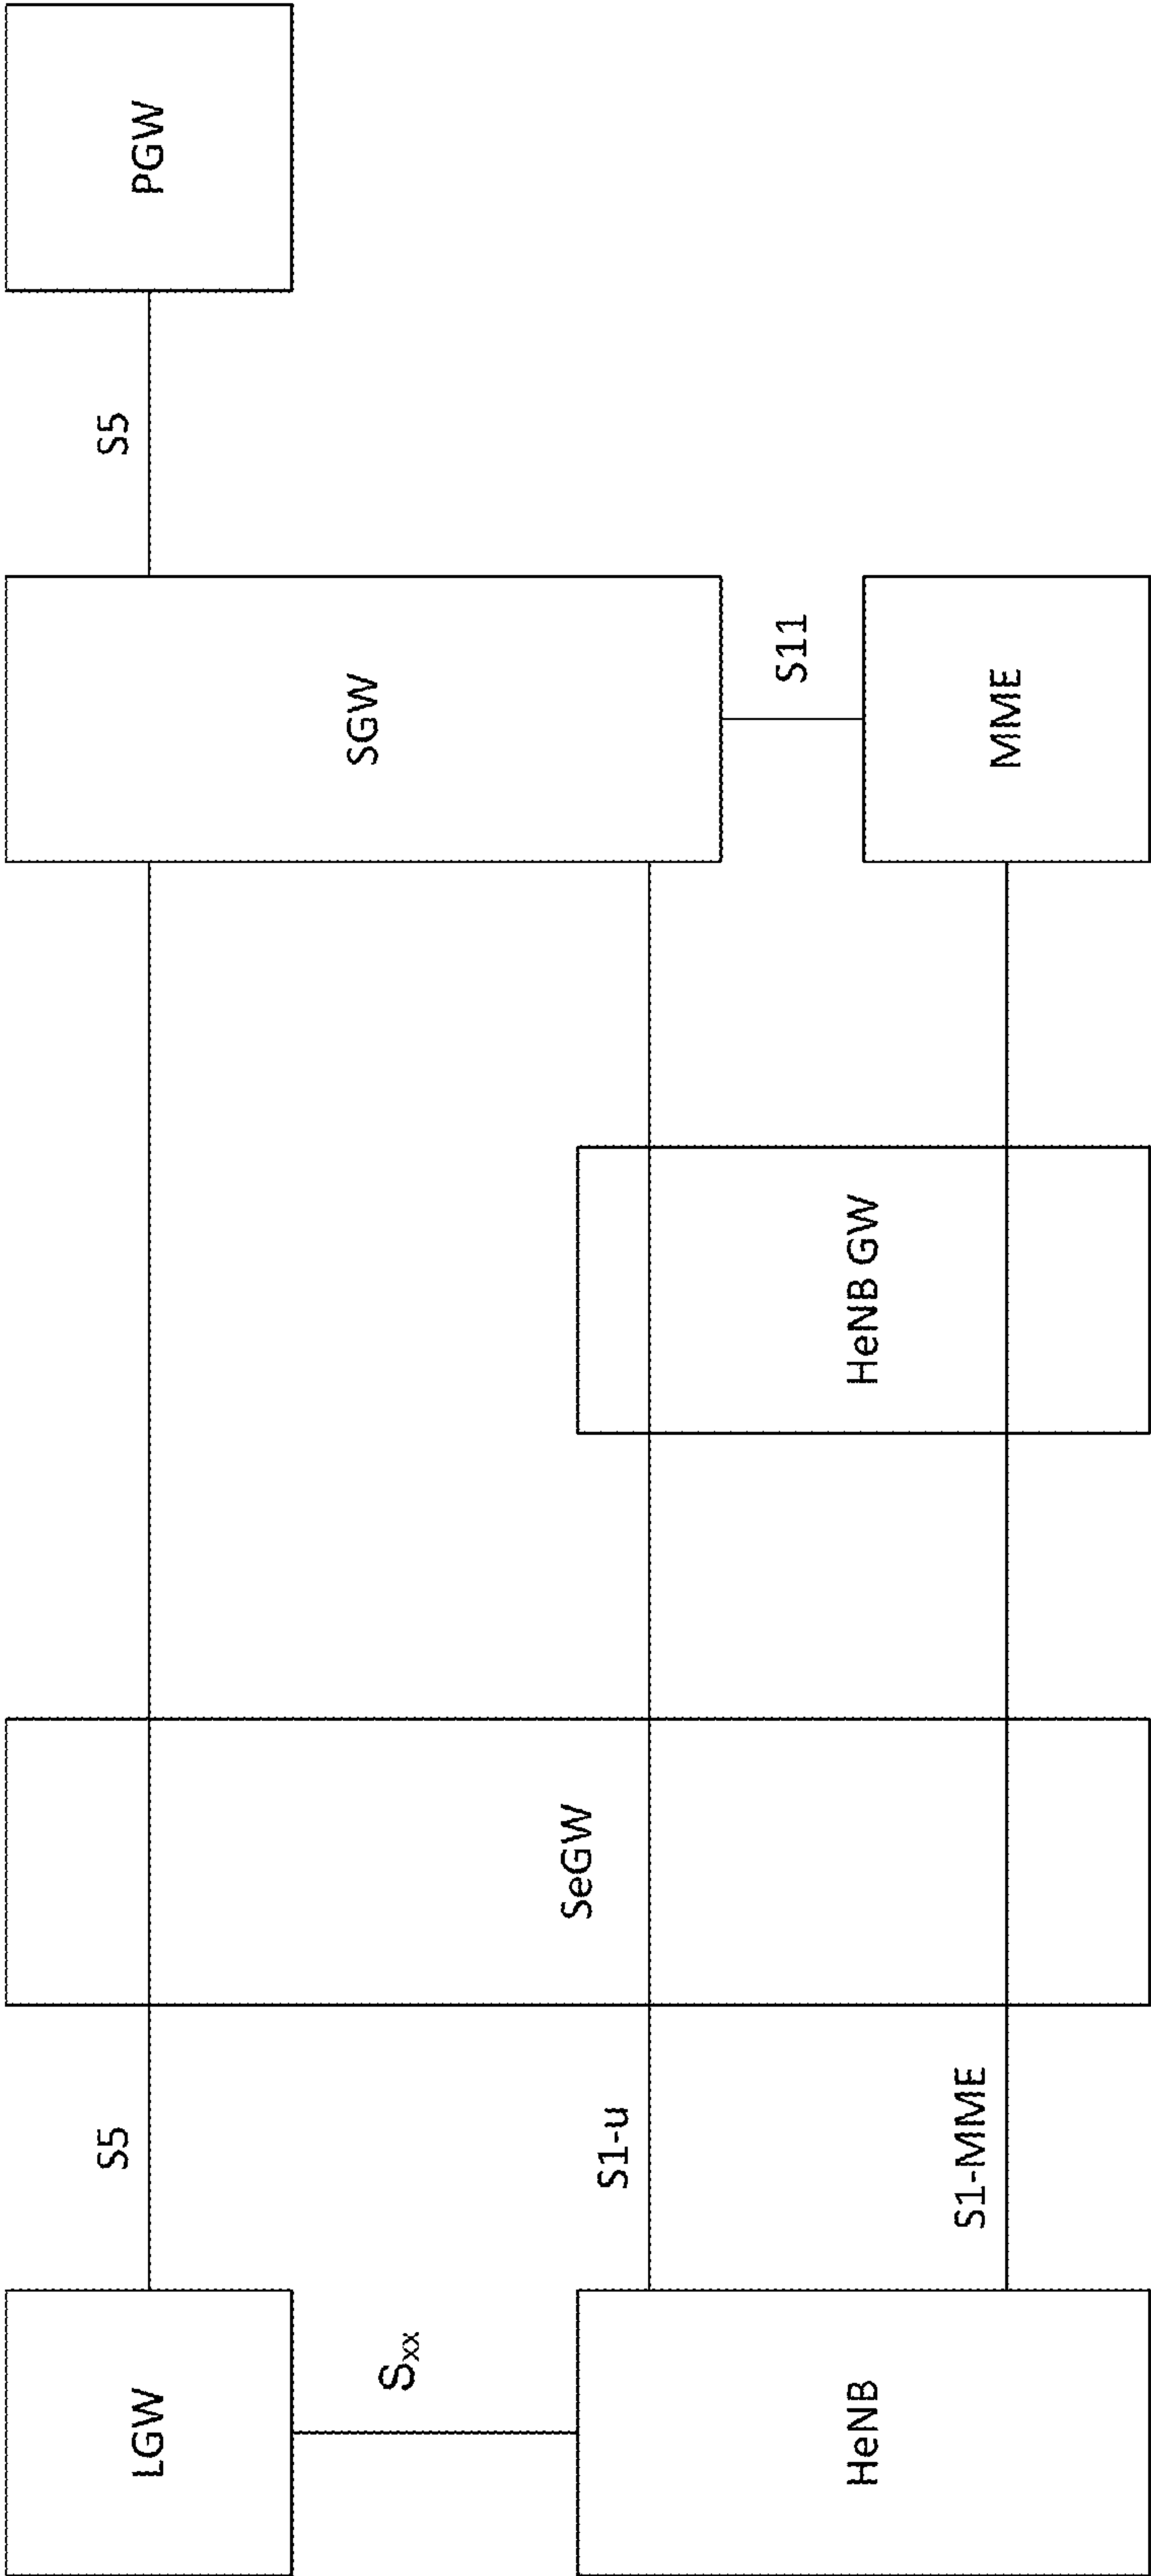 LGW
S5
S5
PGW
Sxx
SeGW
SGW
S1-u
HeNB
HeNB GW
S11
S1-MME
MME